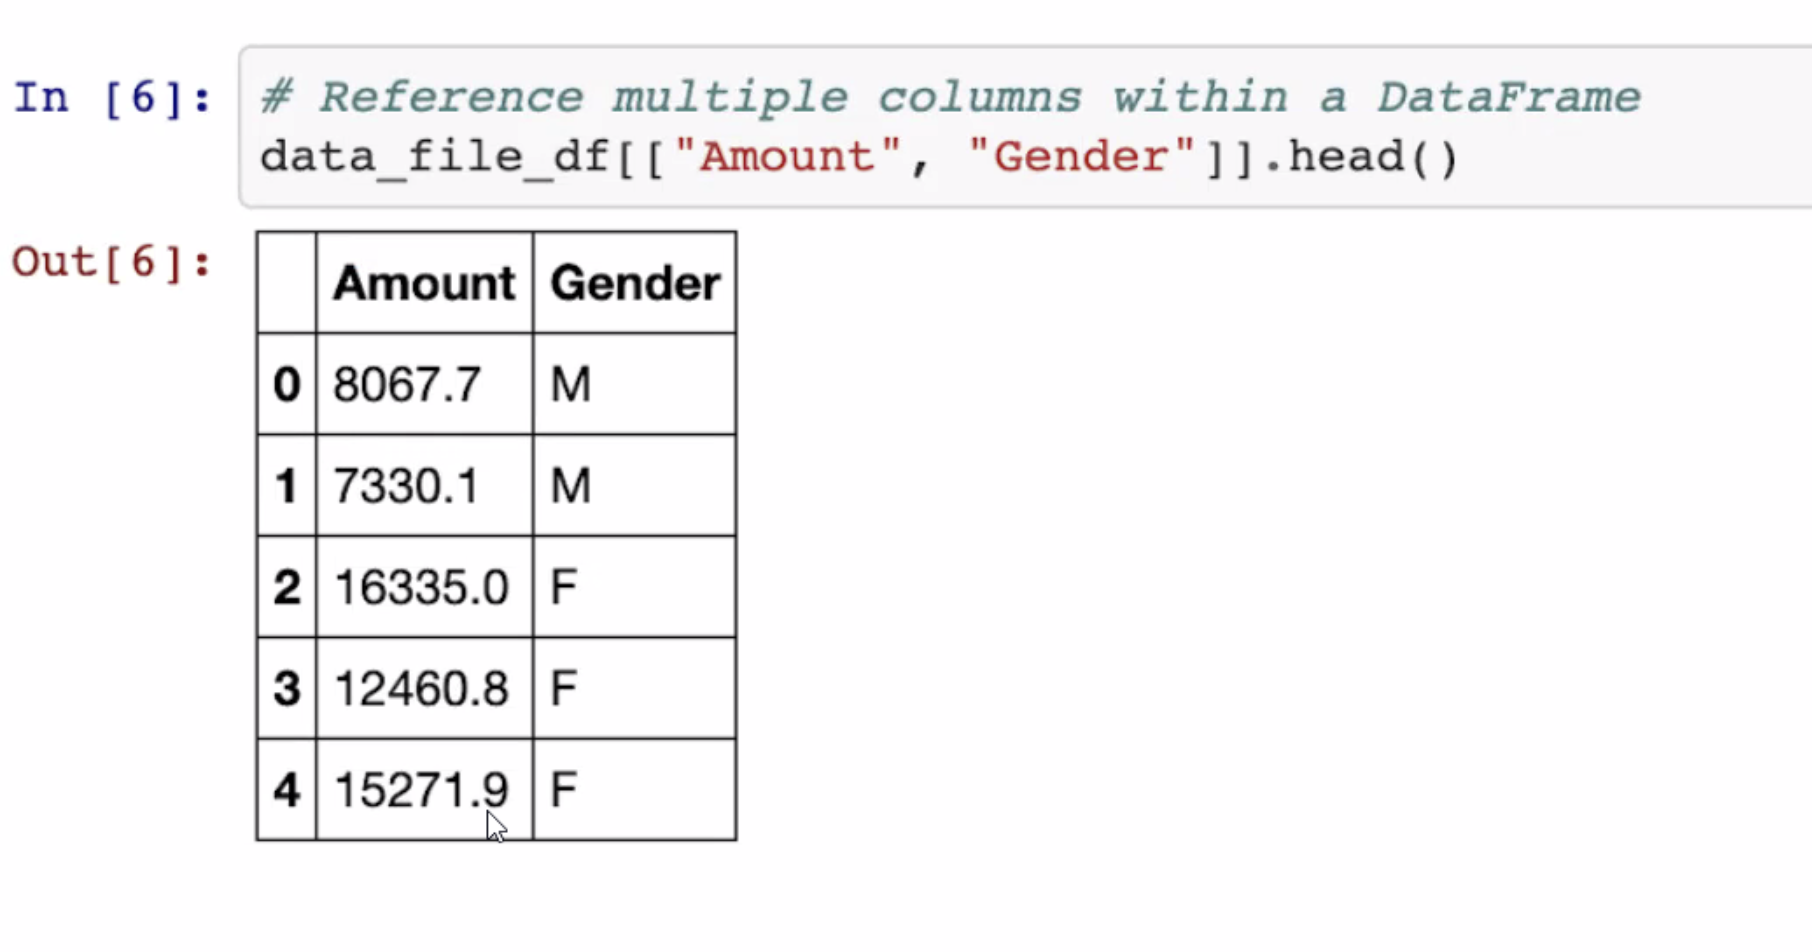 In [6]: # Reference multiple columns within a DataFrame
data_file_df[["Amount", "Gender"]].head()
Out[6]:
Amount Gender
0 8067.7 M
1 7330.1 M
2 16335.0 F
3 12460.8 F
4 15271.9 F